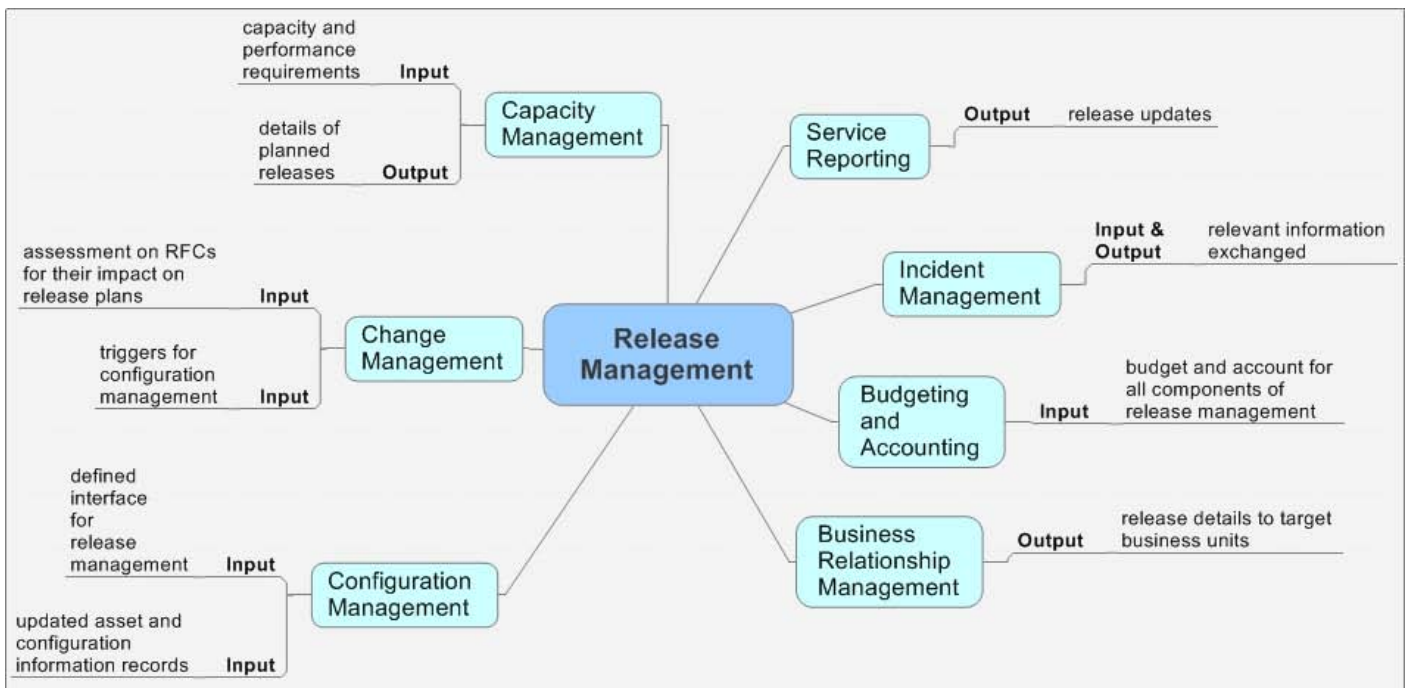 capacity and
performance
requirements
Input
details of
planned
releases
Output
Capacity
Management
assessment on RFCs
for their impact on
release plans
Input
triggers for
configuration
management
Input
Change
Management
defined
interface
for
release
management
Input
updated asset and
configuration
information records
Input
Configuration
Management
Release
Management
Service
Reporting
Output
release updates
Incident
Management
Input &
Output
relevant information
exchanged
Budgeting
and
Accounting
Input
budget and account for
all components of
release management
Business
Relationship
Management
Output
release details to target
business units